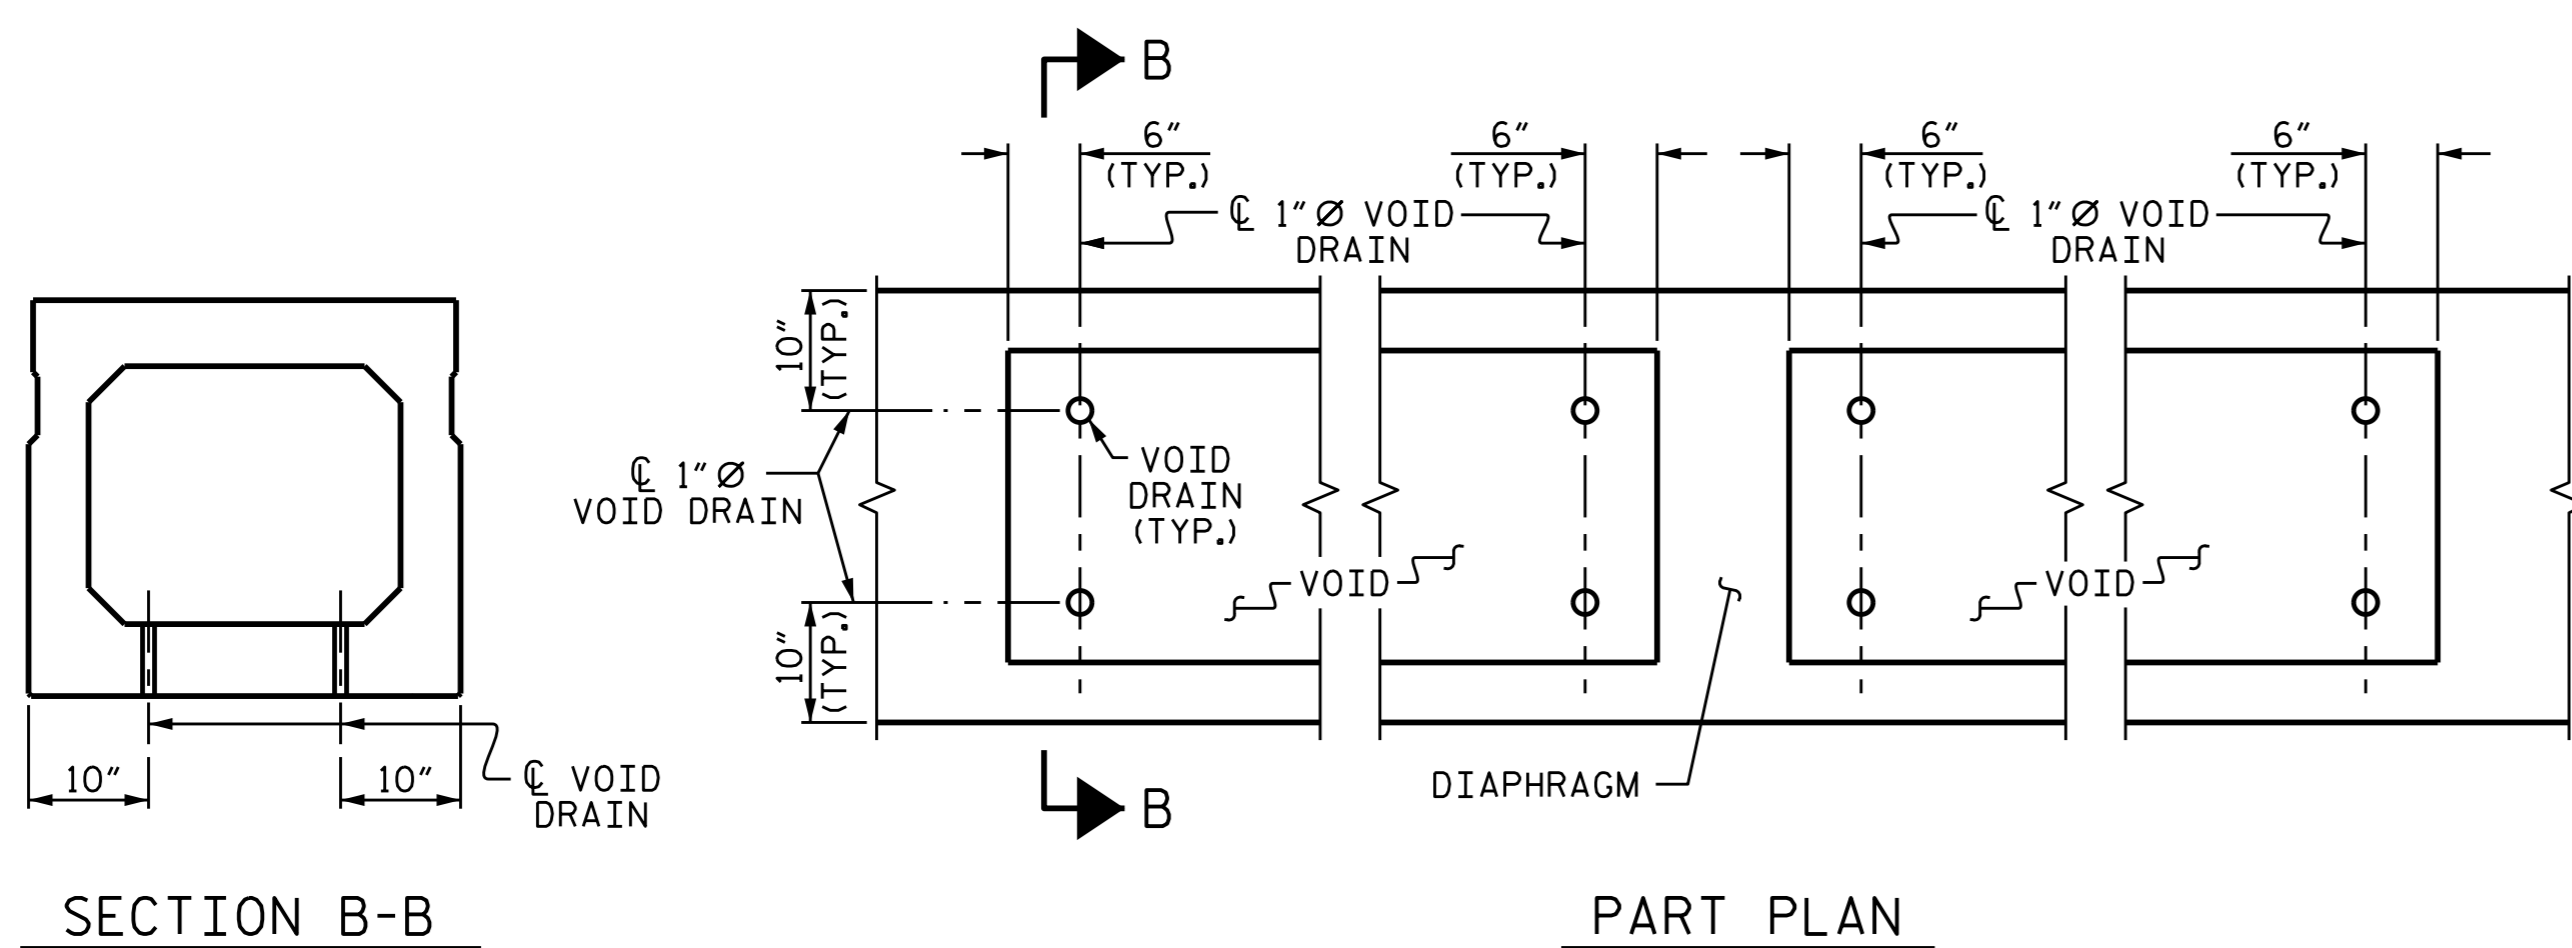 B
6" 6" 6" 6"
(TYP.) (TYP.) (TYP.) (TYP.)
℄ 1"Ø VOID
DRAIN
℄ 1"Ø VOID
DRAIN
10"
(TYP.)
℄ 1"Ø
VOID DRAIN
VOID
DRAIN
(TYP.)
VOID
VOID
10"
(TYP.)
10" 10"
℄ VOID
DRAIN
DIAPHRAGM
B
SECTION B-B
PART PLAN